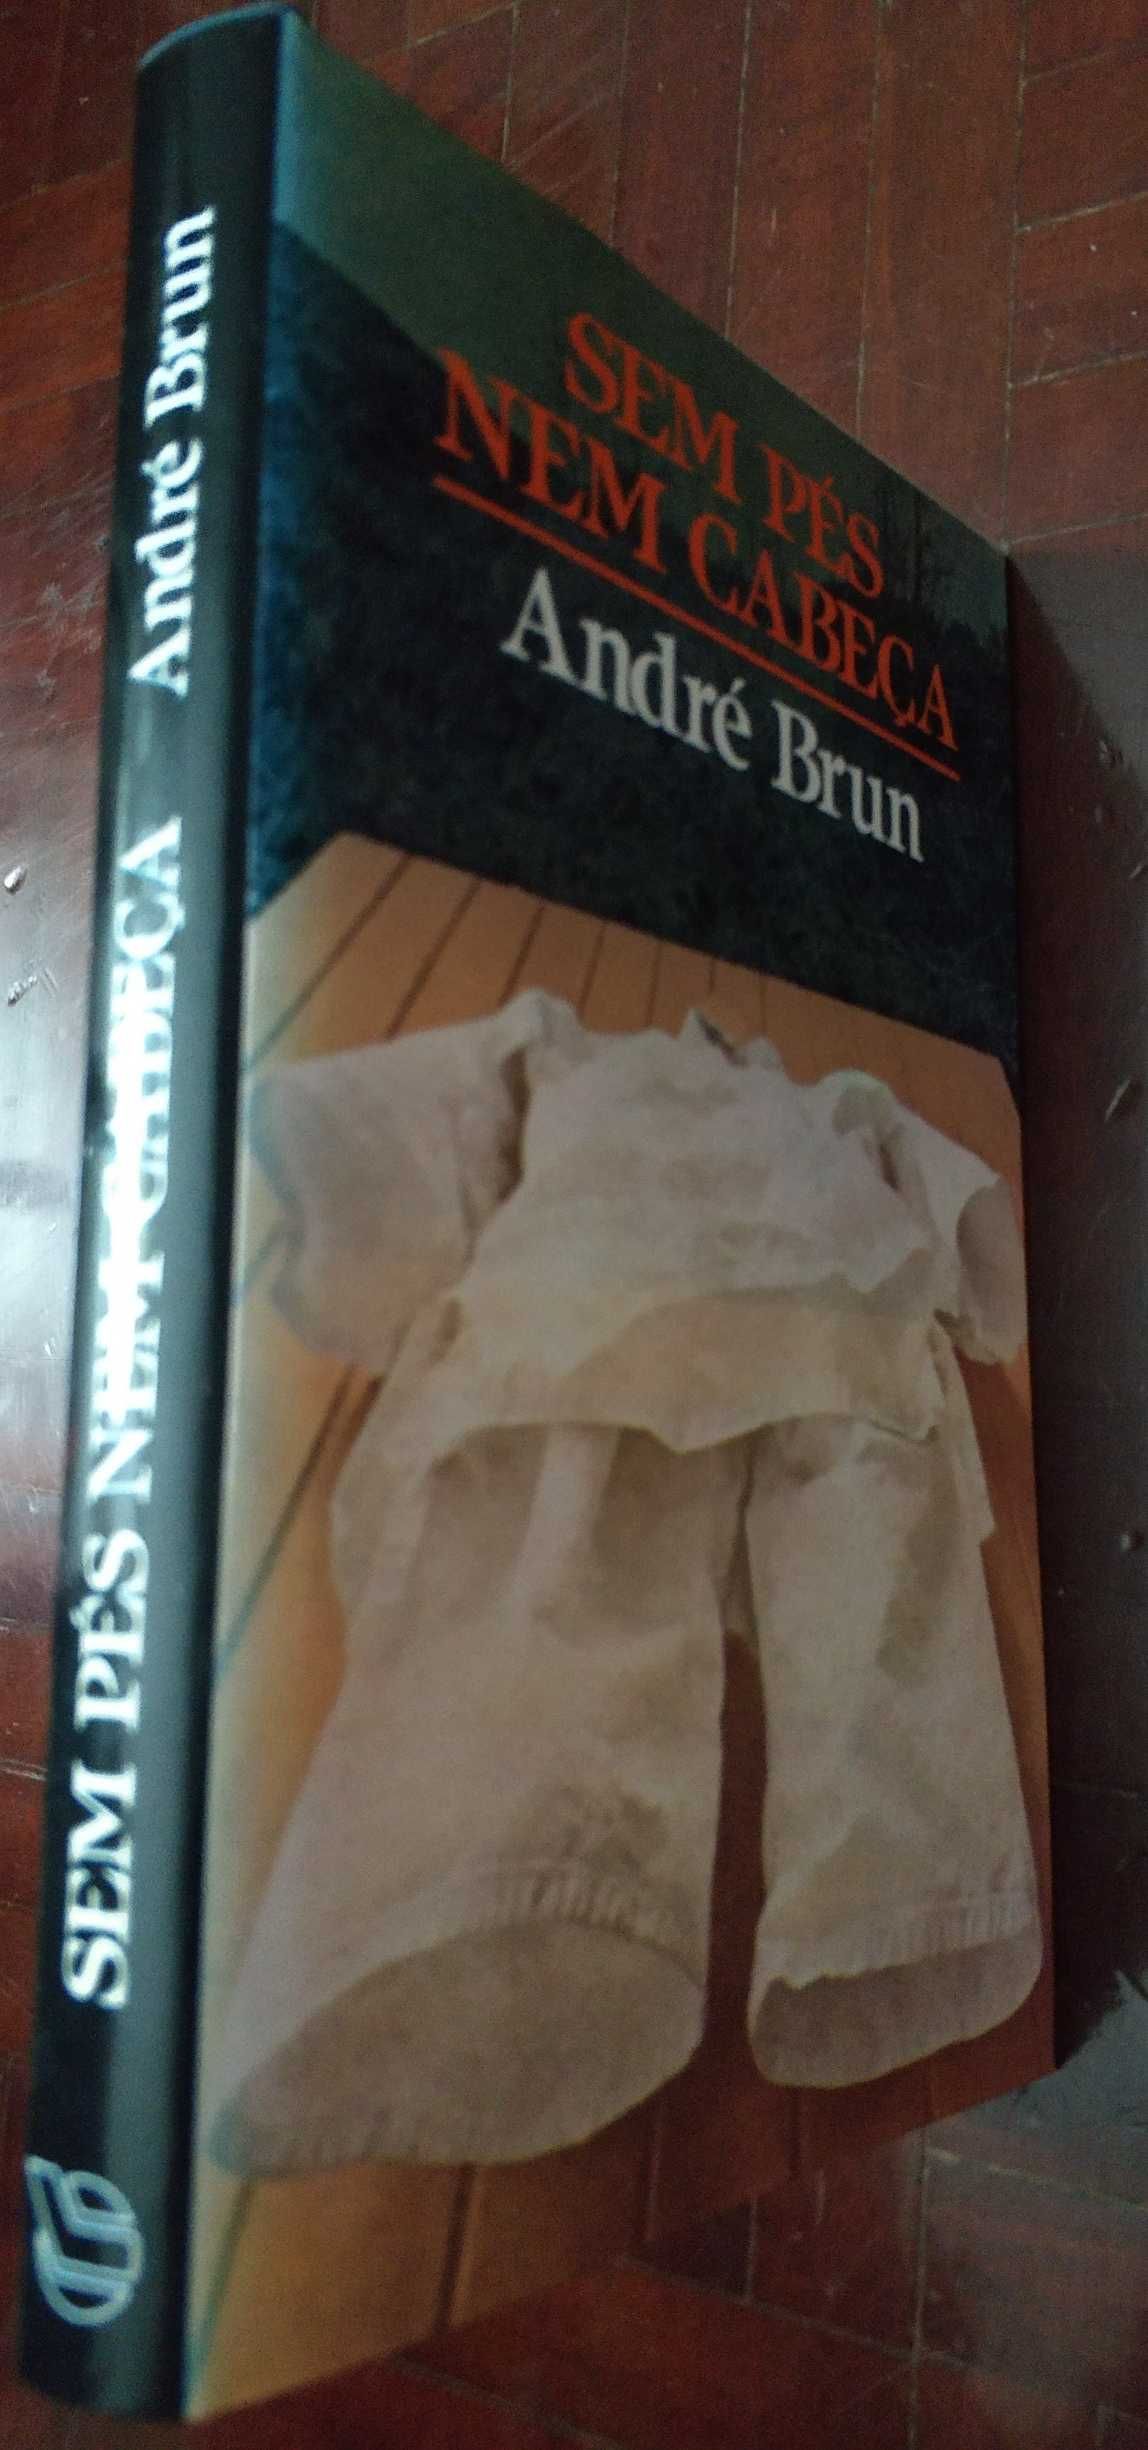 SEM PÉS
NEM CABEÇA
André Brun
SEM PÉS NEM CABEÇA André Brun